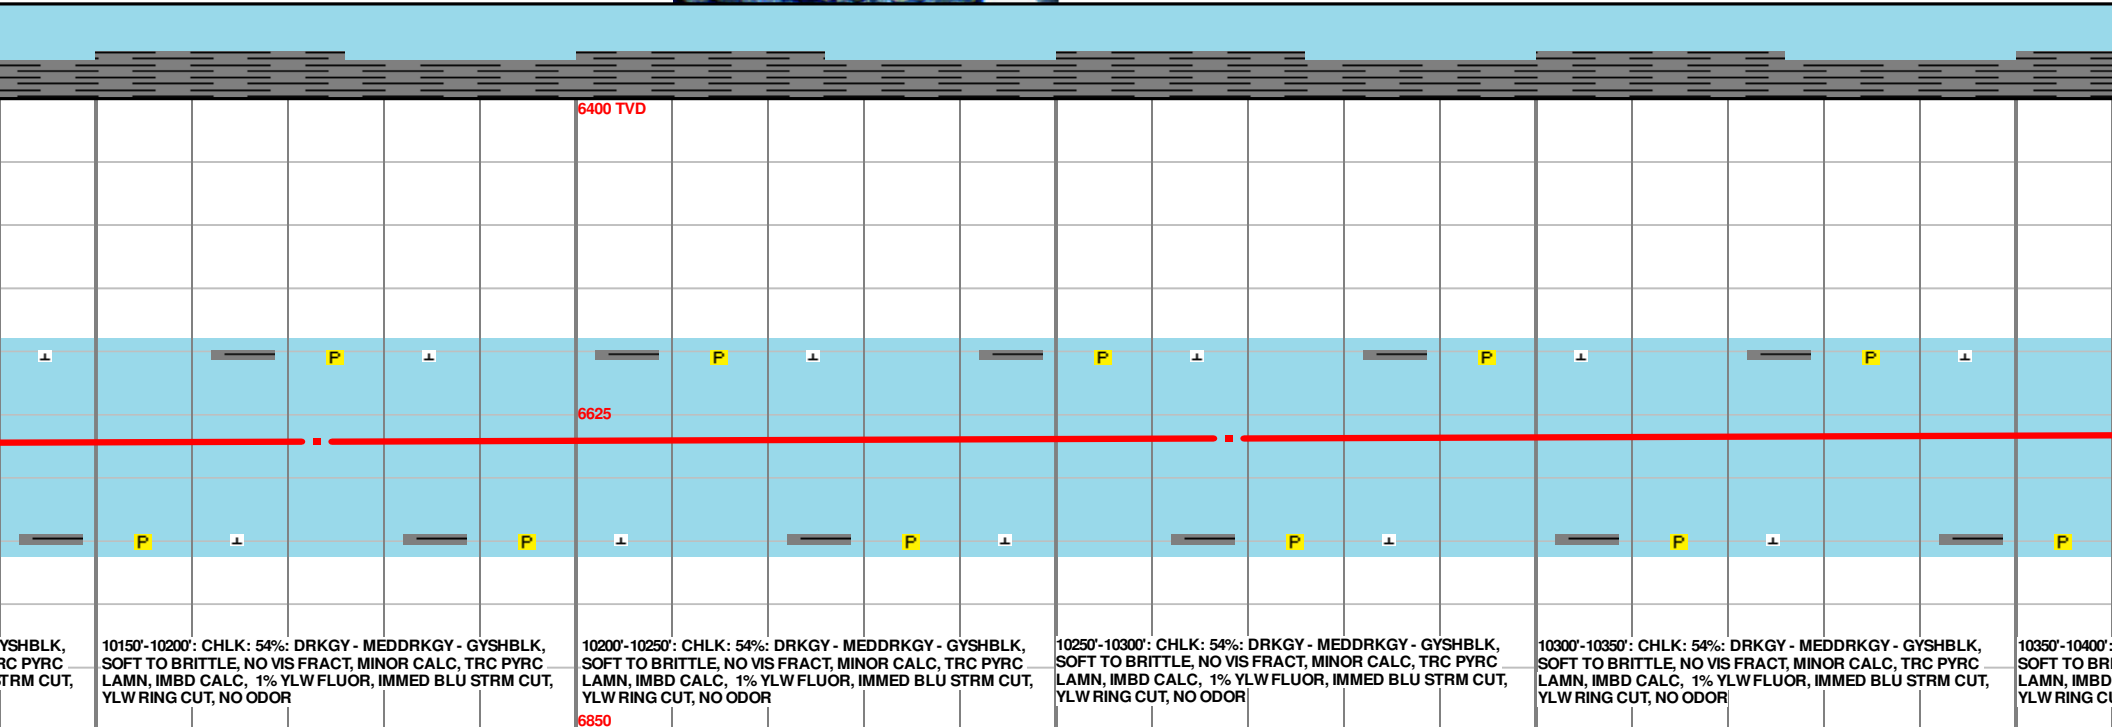 6400 TVD
P P P P P
6625
P P P P P
YSHBLK,
RC PYRC
TRM CUT,
10150'-10200': CHLK: 54%: DRKGY - MEDDRKGY - GYSHBLK,
SOFT TO BRITTLE, NO VIS FRACT, MINOR CALC, TRC PYRC
LAMN, IMBD CALC, 1% YLW FLUOR, IMMED BLU STRM CUT,
YLW RING CUT, NO ODOR
10200'-10250': CHLK: 54%: DRKGY - MEDDRKGY - GYSHBLK,
SOFT TO BRITTLE, NO VIS FRACT, MINOR CALC, TRC PYRC
LAMN, IMBD CALC, 1% YLW FLUOR, IMMED BLU STRM CUT,
YLW RING CUT, NO ODOR
10250'-10300': CHLK: 54%: DRKGY - MEDDRKGY - GYSHBLK,
SOFT TO BRITTLE, NO VIS FRACT, MINOR CALC, TRC PYRC
LAMN, IMBD CALC, 1% YLW FLUOR, IMMED BLU STRM CUT,
YLW RING CUT, NO ODOR
10300'-10350': CHLK: 54%: DRKGY - MEDDRKGY - GYSHBLK,
SOFT TO BRITTLE, NO VIS FRACT, MINOR CALC, TRC PYRC
LAMN, IMBD CALC, 1% YLW FLUOR, IMMED BLU STRM CUT,
YLW RING CUT, NO ODOR
10350'-10400':
SOFT TO BRI
LAMN, IMBD
YLW RING CU
6850